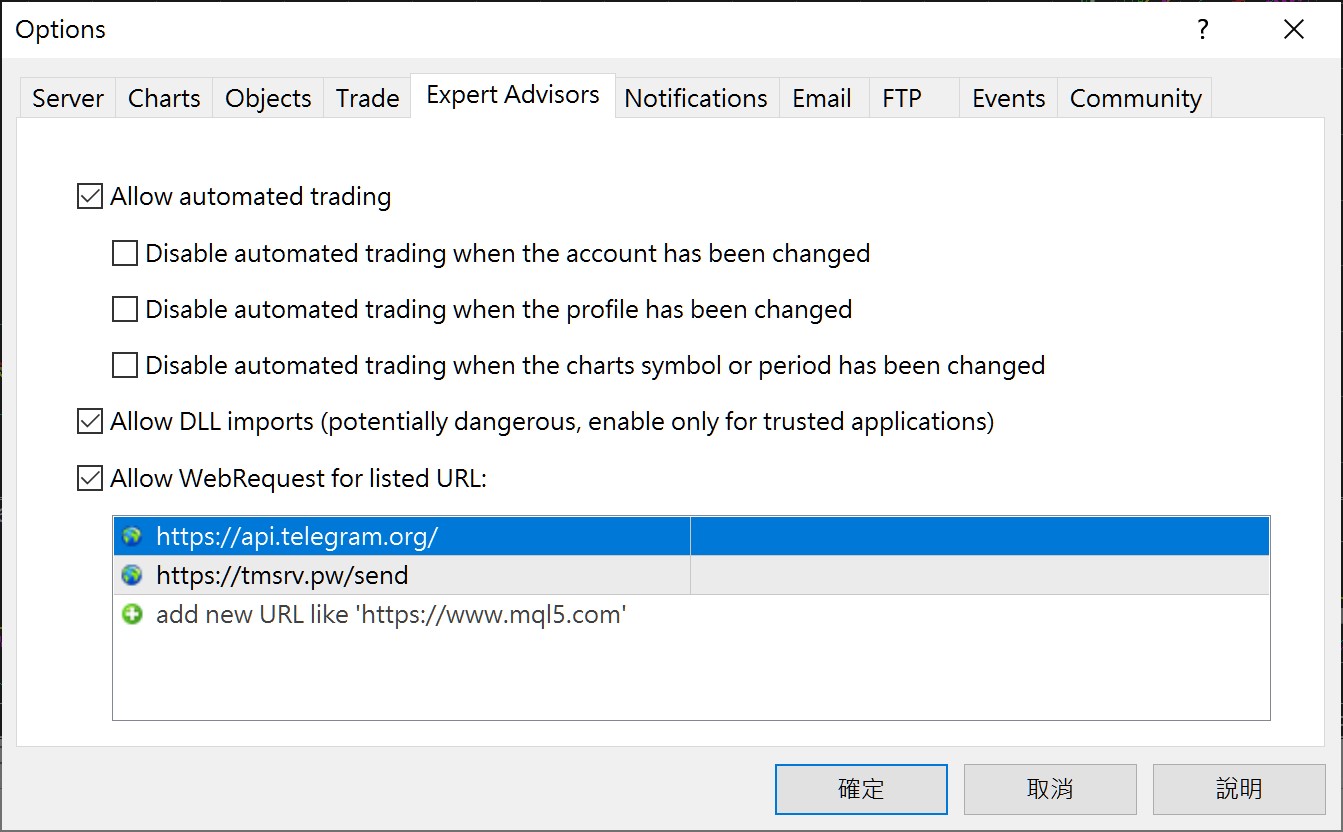 Options
Server Charts Objects Trade Expert Advisors Notifications Email FTP Events Community
Allow automated trading
Disable automated trading when the account has been changed
Disable automated trading when the profile has been changed
Disable automated trading when the charts symbol or period has been changed
Allow DLL imports (potentially dangerous, enable only for trusted applications)
Allow WebRequest for listed URL:
https://api.telegram.org/
https://tmsrv.pw/send
add new URL like 'https://www.mql5.com'
確定 取消 說明